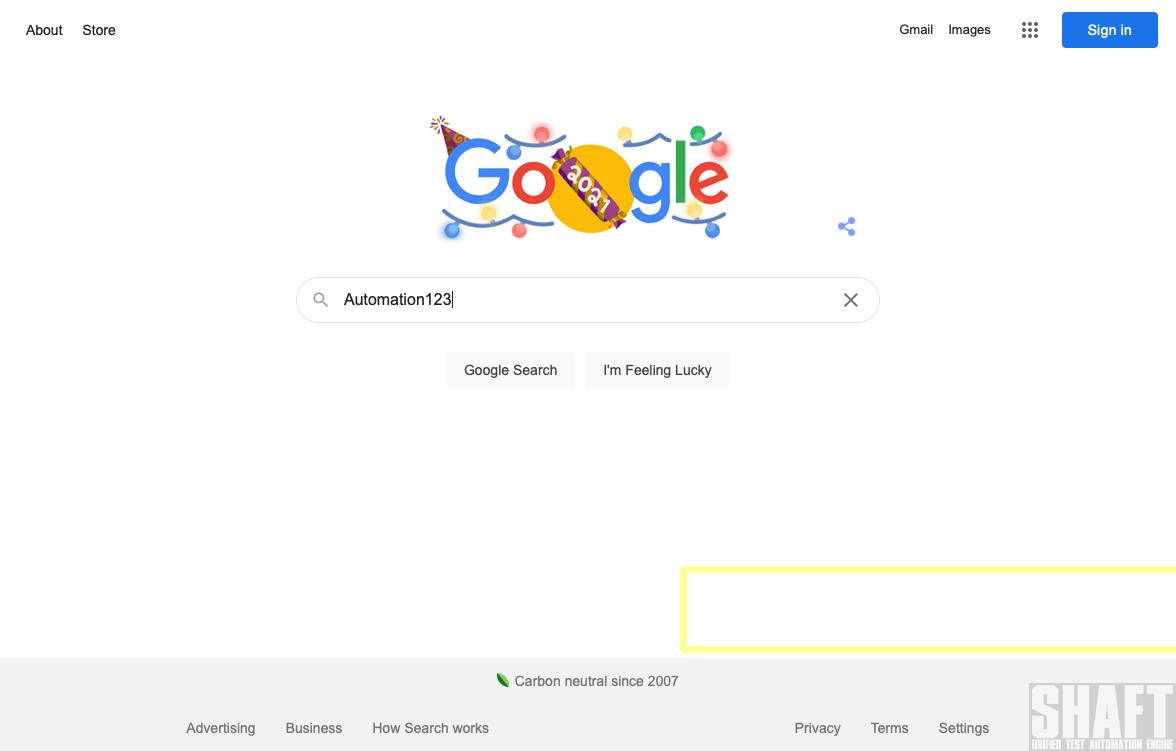 About Store
Gmail Images
Sign in
Google
2021
Automation123
Google Search
I'm Feeling Lucky
Carbon neutral since 2007
Advertising Business How Search works
Privacy Terms Settings
SHAFT
UNIFIED TEST AUTOMATION ENGINE